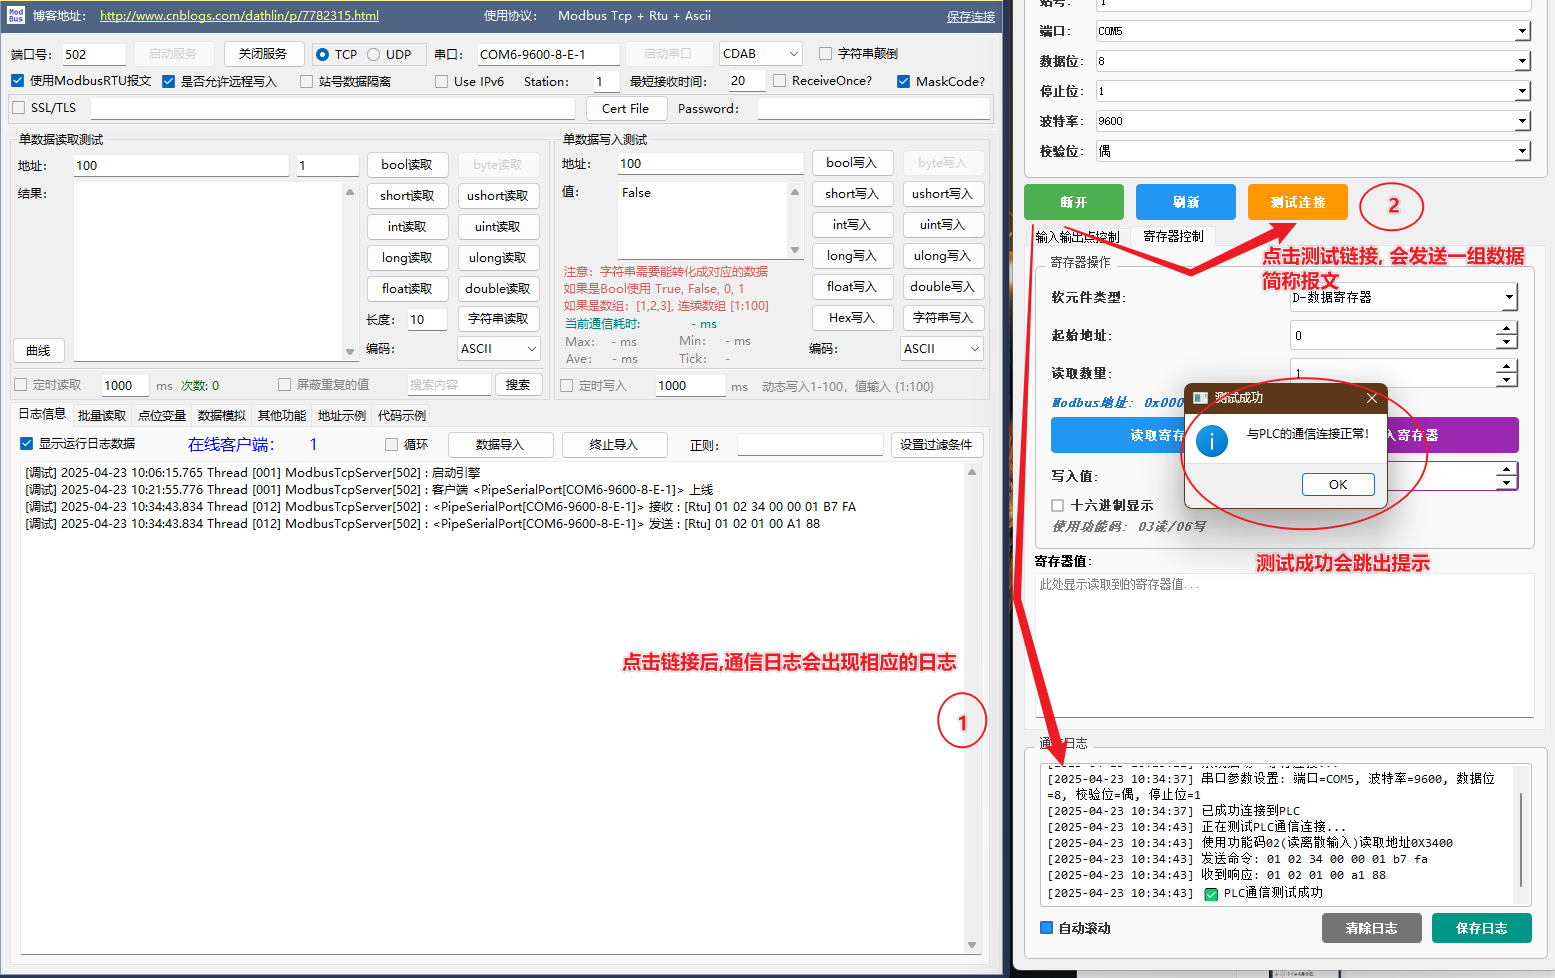 Mod Bus 博客地址: http://www.cnblogs.com/dathlin/p/7782315.html 使用协议: Modbus Tcp + Rtu + Ascii 保存连接
端口号: 502 启动服务 关闭服务 TCP UDP 串口: COM6-9600-8-E-1 启动串口 CDAB 字符串颠倒
使用ModbusRTU报文 是否允许远程写入 站号数据隔离 Use IPv6 Station: 1 最短接收时间: 20 ReceiveOnce? MaskCode?
SSL/TLS Cert File Password:
单数据读取测试
地址: 100 1 bool读取 byte读取
结果: short读取 ushort读取
int读取 uint读取
long读取 ulong读取
float读取 double读取
长度: 10 字符串读取
曲线 编码: ASCII
定时读取 1000 ms 次数: 0 屏蔽重复的值 搜索内容 搜索
单数据写入测试
地址: 100 bool写入 byte写入
值: False short写入 ushort写入
int写入 uint写入
long写入 ulong写入
注意: 字符串需要能转化成对应的数据
如果是Bool使用 True, False, 0, 1 float写入 double写入
如果是数组: [1,2,3], 连续数组 [1:100]
当前通信耗时: - ms Hex写入 字符串写入
Max: - ms Min: - ms
Ave: - ms Tick: - 编码: ASCII
定时写入 1000 ms 动态写入1-100，值输入 {1:100}
日志信息 批量读取 点位变量 数据模拟 其他功能 地址示例 代码示例
显示运行日志数据 在线客户端: 1 循环 数据导入 终止导入 正则: 设置过滤条件
[调试] 2025-04-23 10:06:15.765 Thread [001] ModbusTcpServer[502] : 启动引擎
[调试] 2025-04-23 10:21:55.776 Thread [001] ModbusTcpServer[502] : 客户端 <PipeSerialPort[COM6-9600-8-E-1]> 上线
[调试] 2025-04-23 10:34:43.834 Thread [012] ModbusTcpServer[502] : <PipeSerialPort[COM6-9600-8-E-1]> 接收 : [Rtu] 01 02 34 00 00 01 B7 FA
[调试] 2025-04-23 10:34:43.834 Thread [012] ModbusTcpServer[502] : <PipeSerialPort[COM6-9600-8-E-1]> 发送 : [Rtu] 01 02 01 00 A1 88
点击链接后,通信日志会出现相应的日志
1
站号: 1
端口: COM5
数据位: 8
停止位: 1
波特率: 9600
校验位: 偶
断开 刷新 测试连接 2
输入输出点控制 寄存器控制
点击测试链接, 会发送一组数据
简称报文
寄存器操作
软元件类型: D-数据寄存器
起始地址: 0
读取数量: 1
Modbus地址: 0x000
测试成功
与PLC的通信连接正常!
OK
读取寄存 入寄存器
写入值:
十六进制显示
使用功能码: 03读/06写
测试成功会跳出提示
寄存器值:
此处显示读取到的寄存器值...
日志
[2025-04-23 10:34:37] 串口参数设置: 端口=COM5, 波特率=9600, 数据位
=8, 校验位=偶, 停止位=1
[2025-04-23 10:34:37] 已成功连接到PLC
[2025-04-23 10:34:43] 正在测试PLC通信连接...
[2025-04-23 10:34:43] 使用功能码02(读离散输入)读取地址0X3400
[2025-04-23 10:34:43] 发送命令: 01 02 34 00 00 01 b7 fa
[2025-04-23 10:34:43] 收到响应: 01 02 01 00 a1 88
[2025-04-23 10:34:43] ✅ PLC通信测试成功
自动滚动 清除日志 保存日志